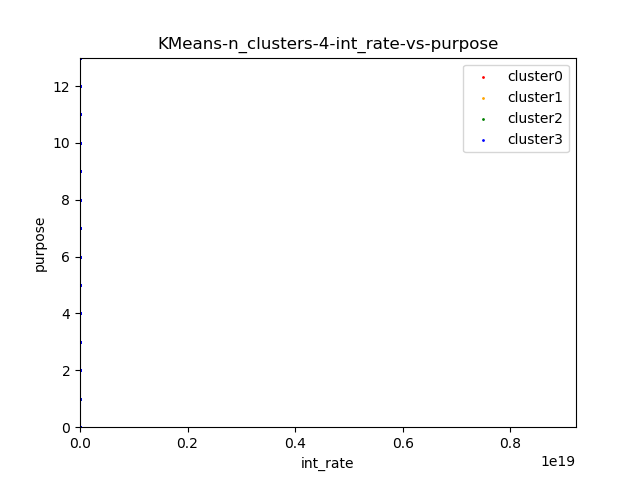 KMeans-n_clusters-4-int_rate-vs-purpose
cluster0
cluster1
cluster2
cluster3
12
10
8
6
4
2
0
purpose
0.0 0.2 0.4 0.6 0.8
1e19
int_rate